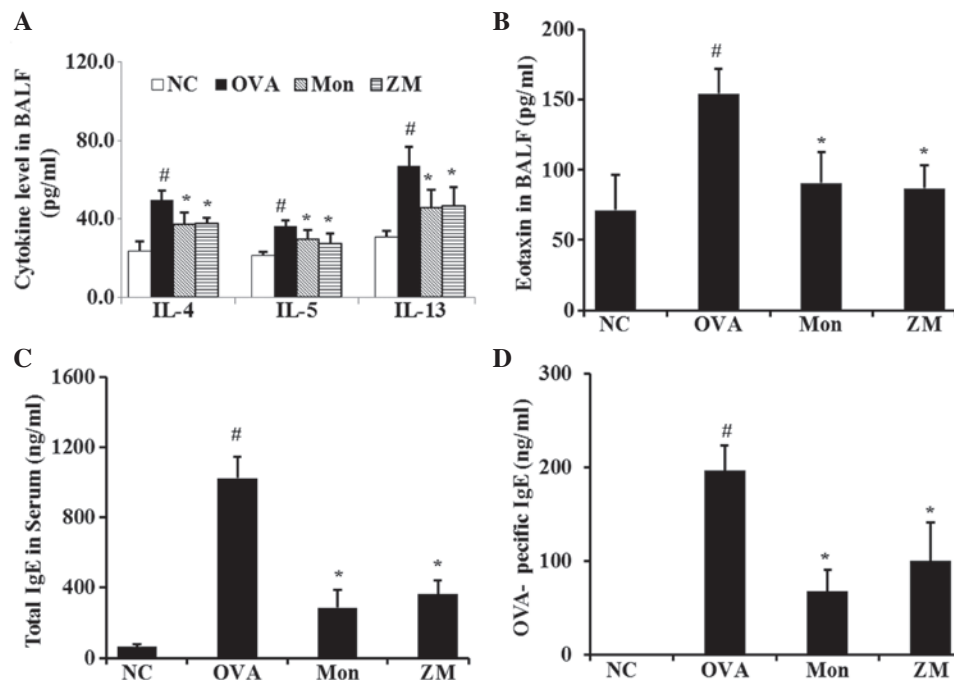 A
Cytokine level in BALF
(pg/ml)
120.0
80.0
40.0
0.0
NC OVA Mon ZM
#
* *
#
* *
#
* *
IL-4 IL-5 IL-13
B
Eotaxin in BALF (pg/ml)
200
150
100
50
0
#
*
*
NC OVA Mon ZM
C
Total IgE in Serum (ng/ml)
1600
1200
800
400
0
#
*
*
NC OVA Mon ZM
D
OVA- pecific IgE (ng/ml)
300
200
100
0
#
*
*
NC OVA Mon ZM